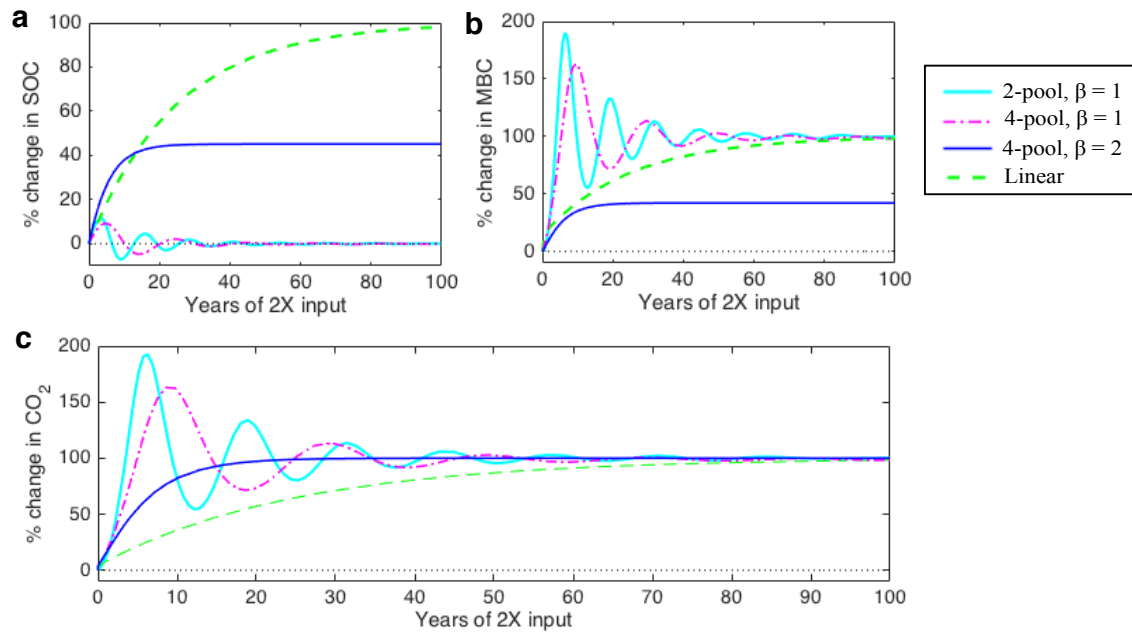 a
100
80
60
40
20
0
% change in SOC
0 20 40 60 80 100
Years of 2X input
b
200
150
100
50
0
% change in MBC
0 20 40 60 80 100
Years of 2X input
2-pool, β = 1
4-pool, β = 1
4-pool, β = 2
Linear
c
200
150
100
50
0
% change in CO2
0 10 20 30 40 50 60 70 80 90 100
Years of 2X input